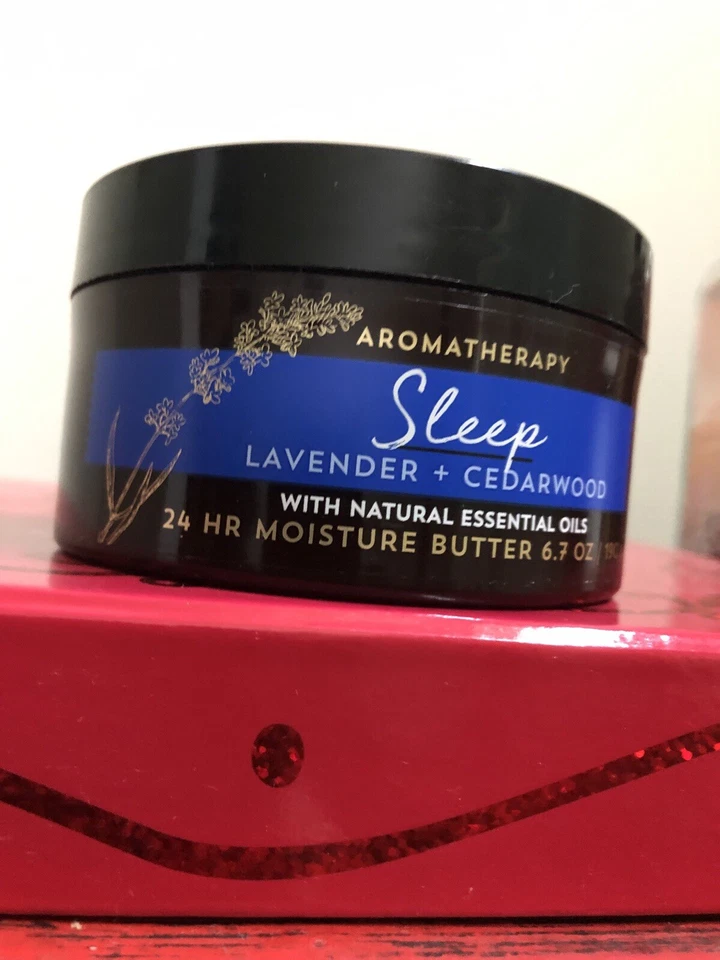 AROMATHERAPY
Sleep
LAVENDER + CEDARWOOD
WITH NATURAL ESSENTIAL OILS
24 HR MOISTURE BUTTER 6.7 OZ